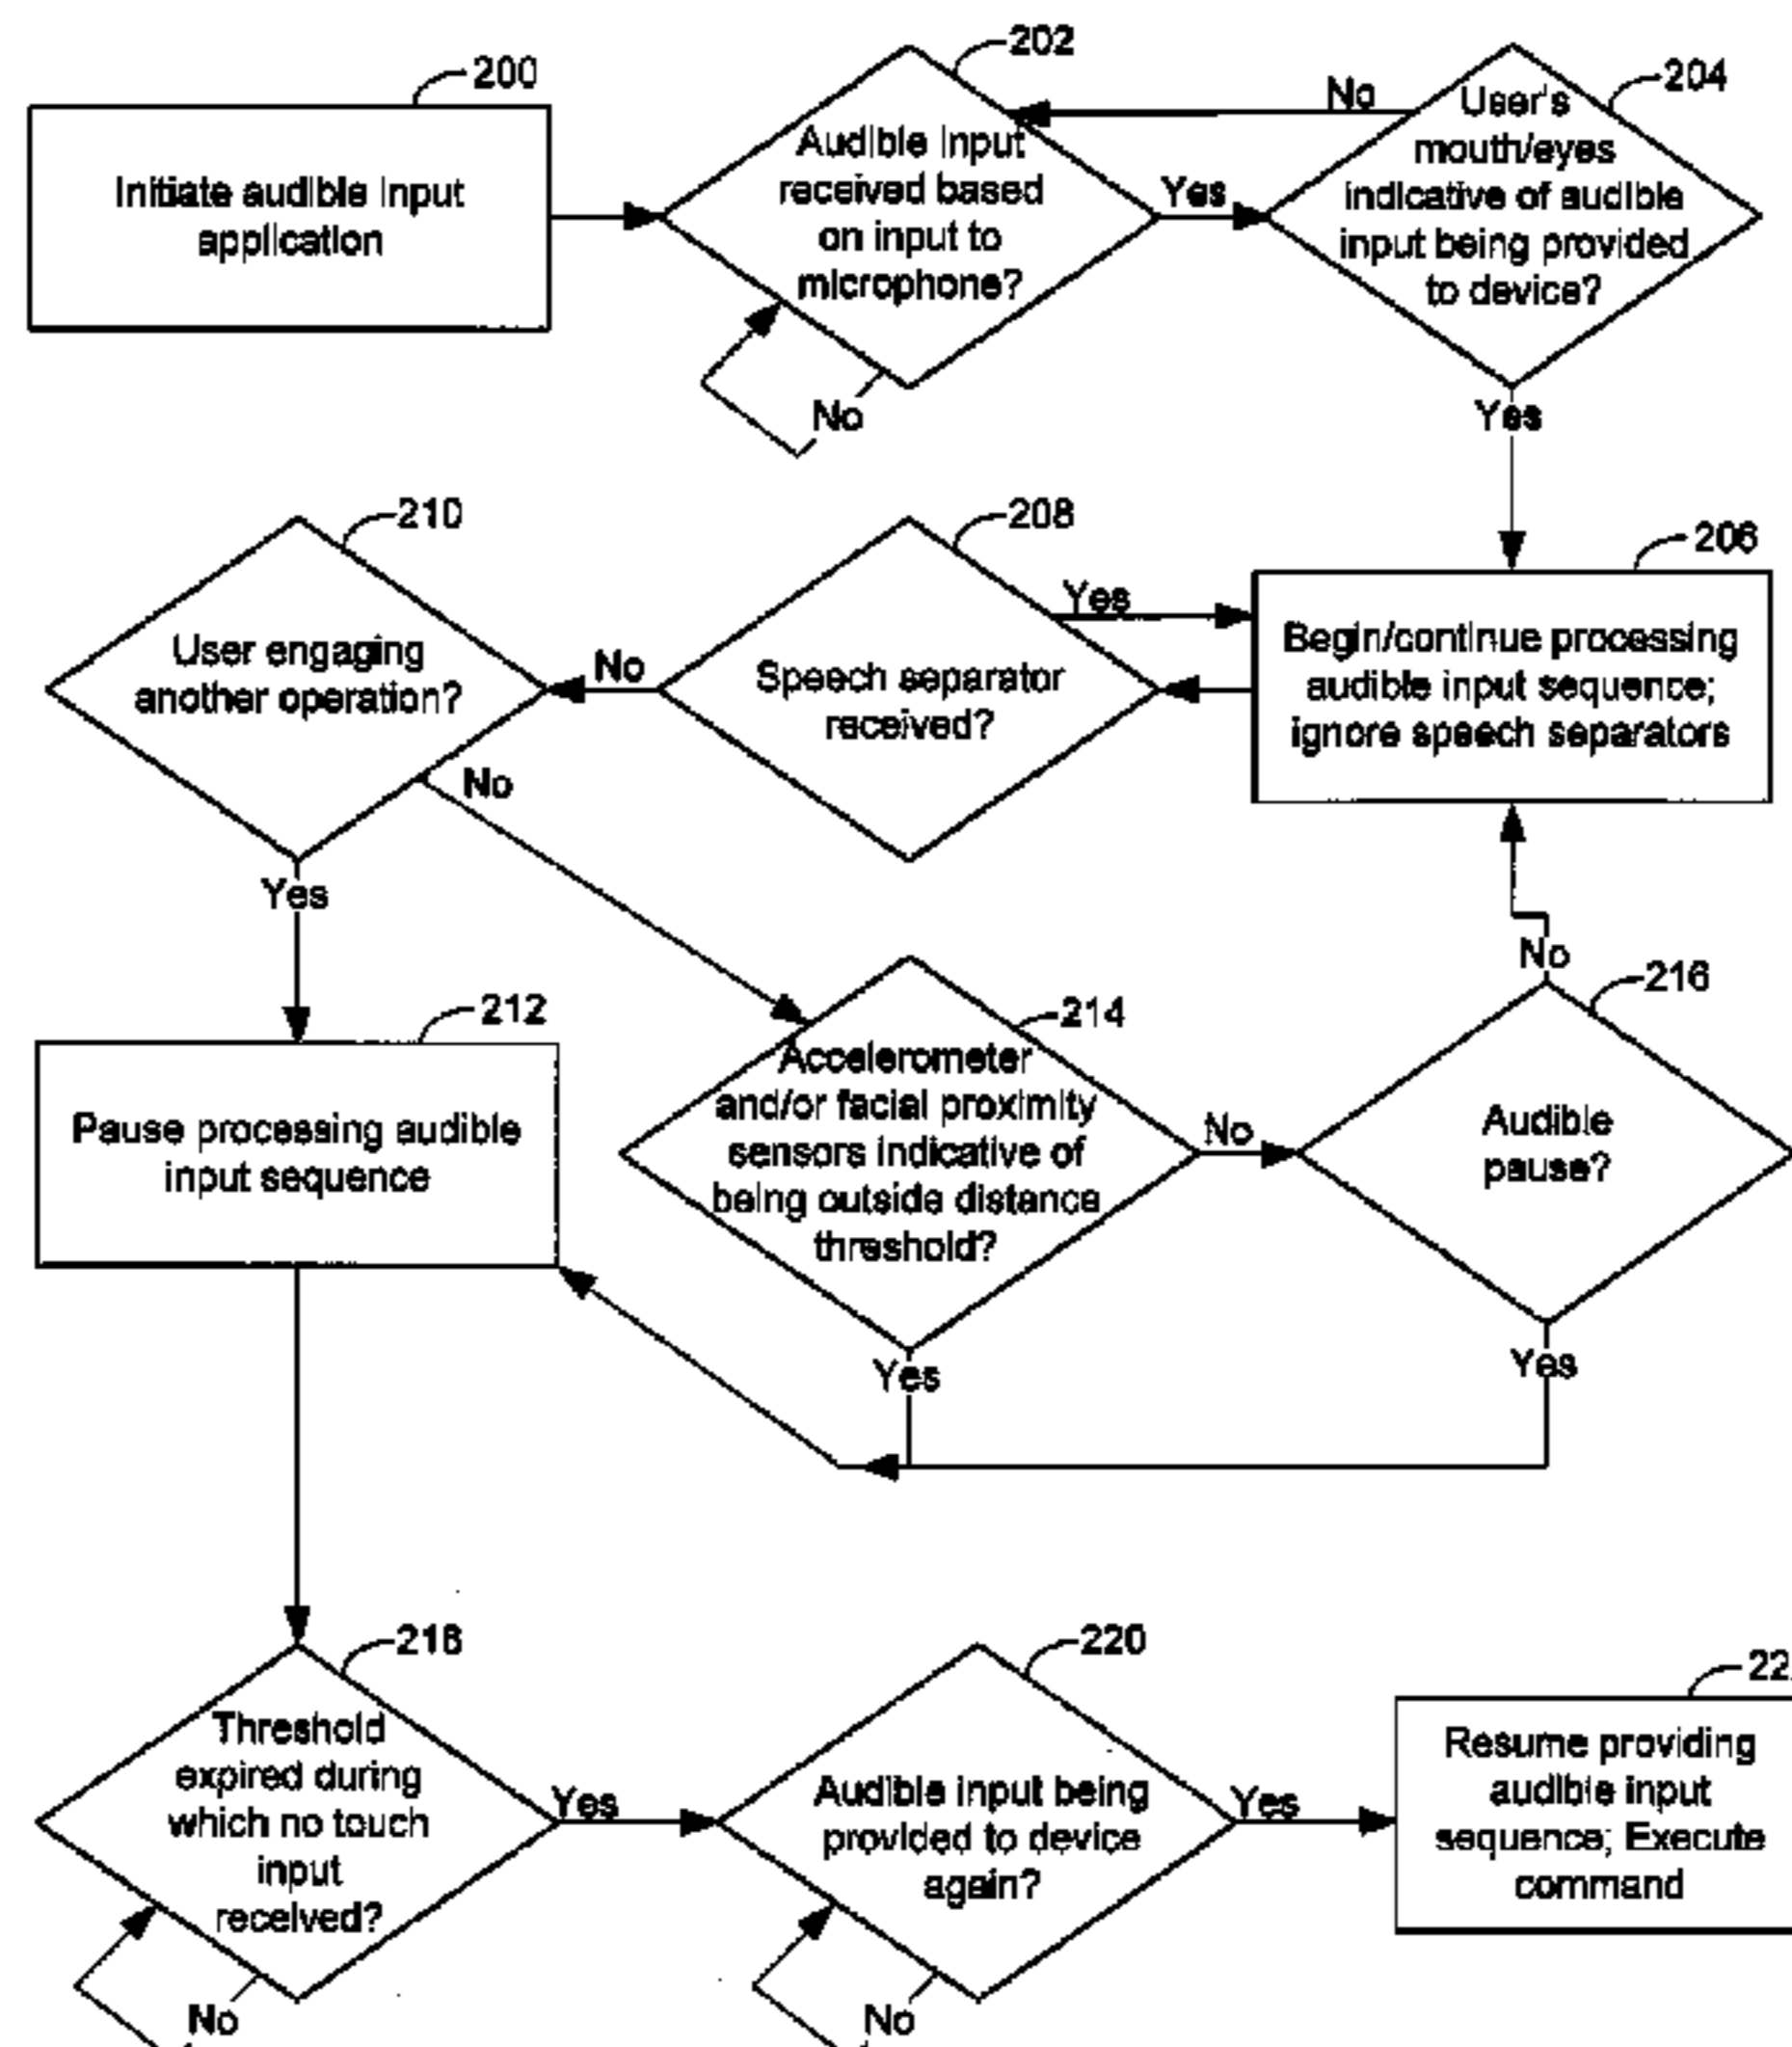 200
Initiate audible input
application
202
Audible input
received based
on input to
microphone?
No
Yes
No
204
User's
mouth/eyes
indicative of audible
input being provided
to device?
Yes
210
User engaging
another operation?
No
Yes
208
Speech separator
received?
No
Yes
206
Begin/continue processing
audible input sequence;
ignore speech separators
212
Pause processing audible
input sequence
214
Accelerometer
and/or facial proximity
sensors indicative of
being outside distance
threshold?
No
Yes
216
Audible
pause?
No
Yes
218
Threshold
expired during
which no touch
input
received?
Yes
No
220
Audible input being
provided to device
again?
Yes
No
22
Resume providing
audible input
sequence; Execute
command